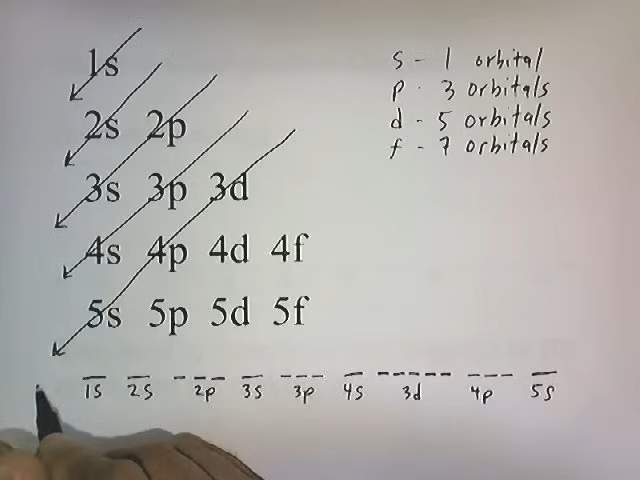 1s
2s 2p
3s 3p 3d
4s 4p 4d 4f
5s 5p 5d 5f
s - 1 orbital
p - 3 orbitals
d - 5 orbitals
f - 7 orbitals
1s 2s 2p 3s 3p 4s 3d 4p 5s